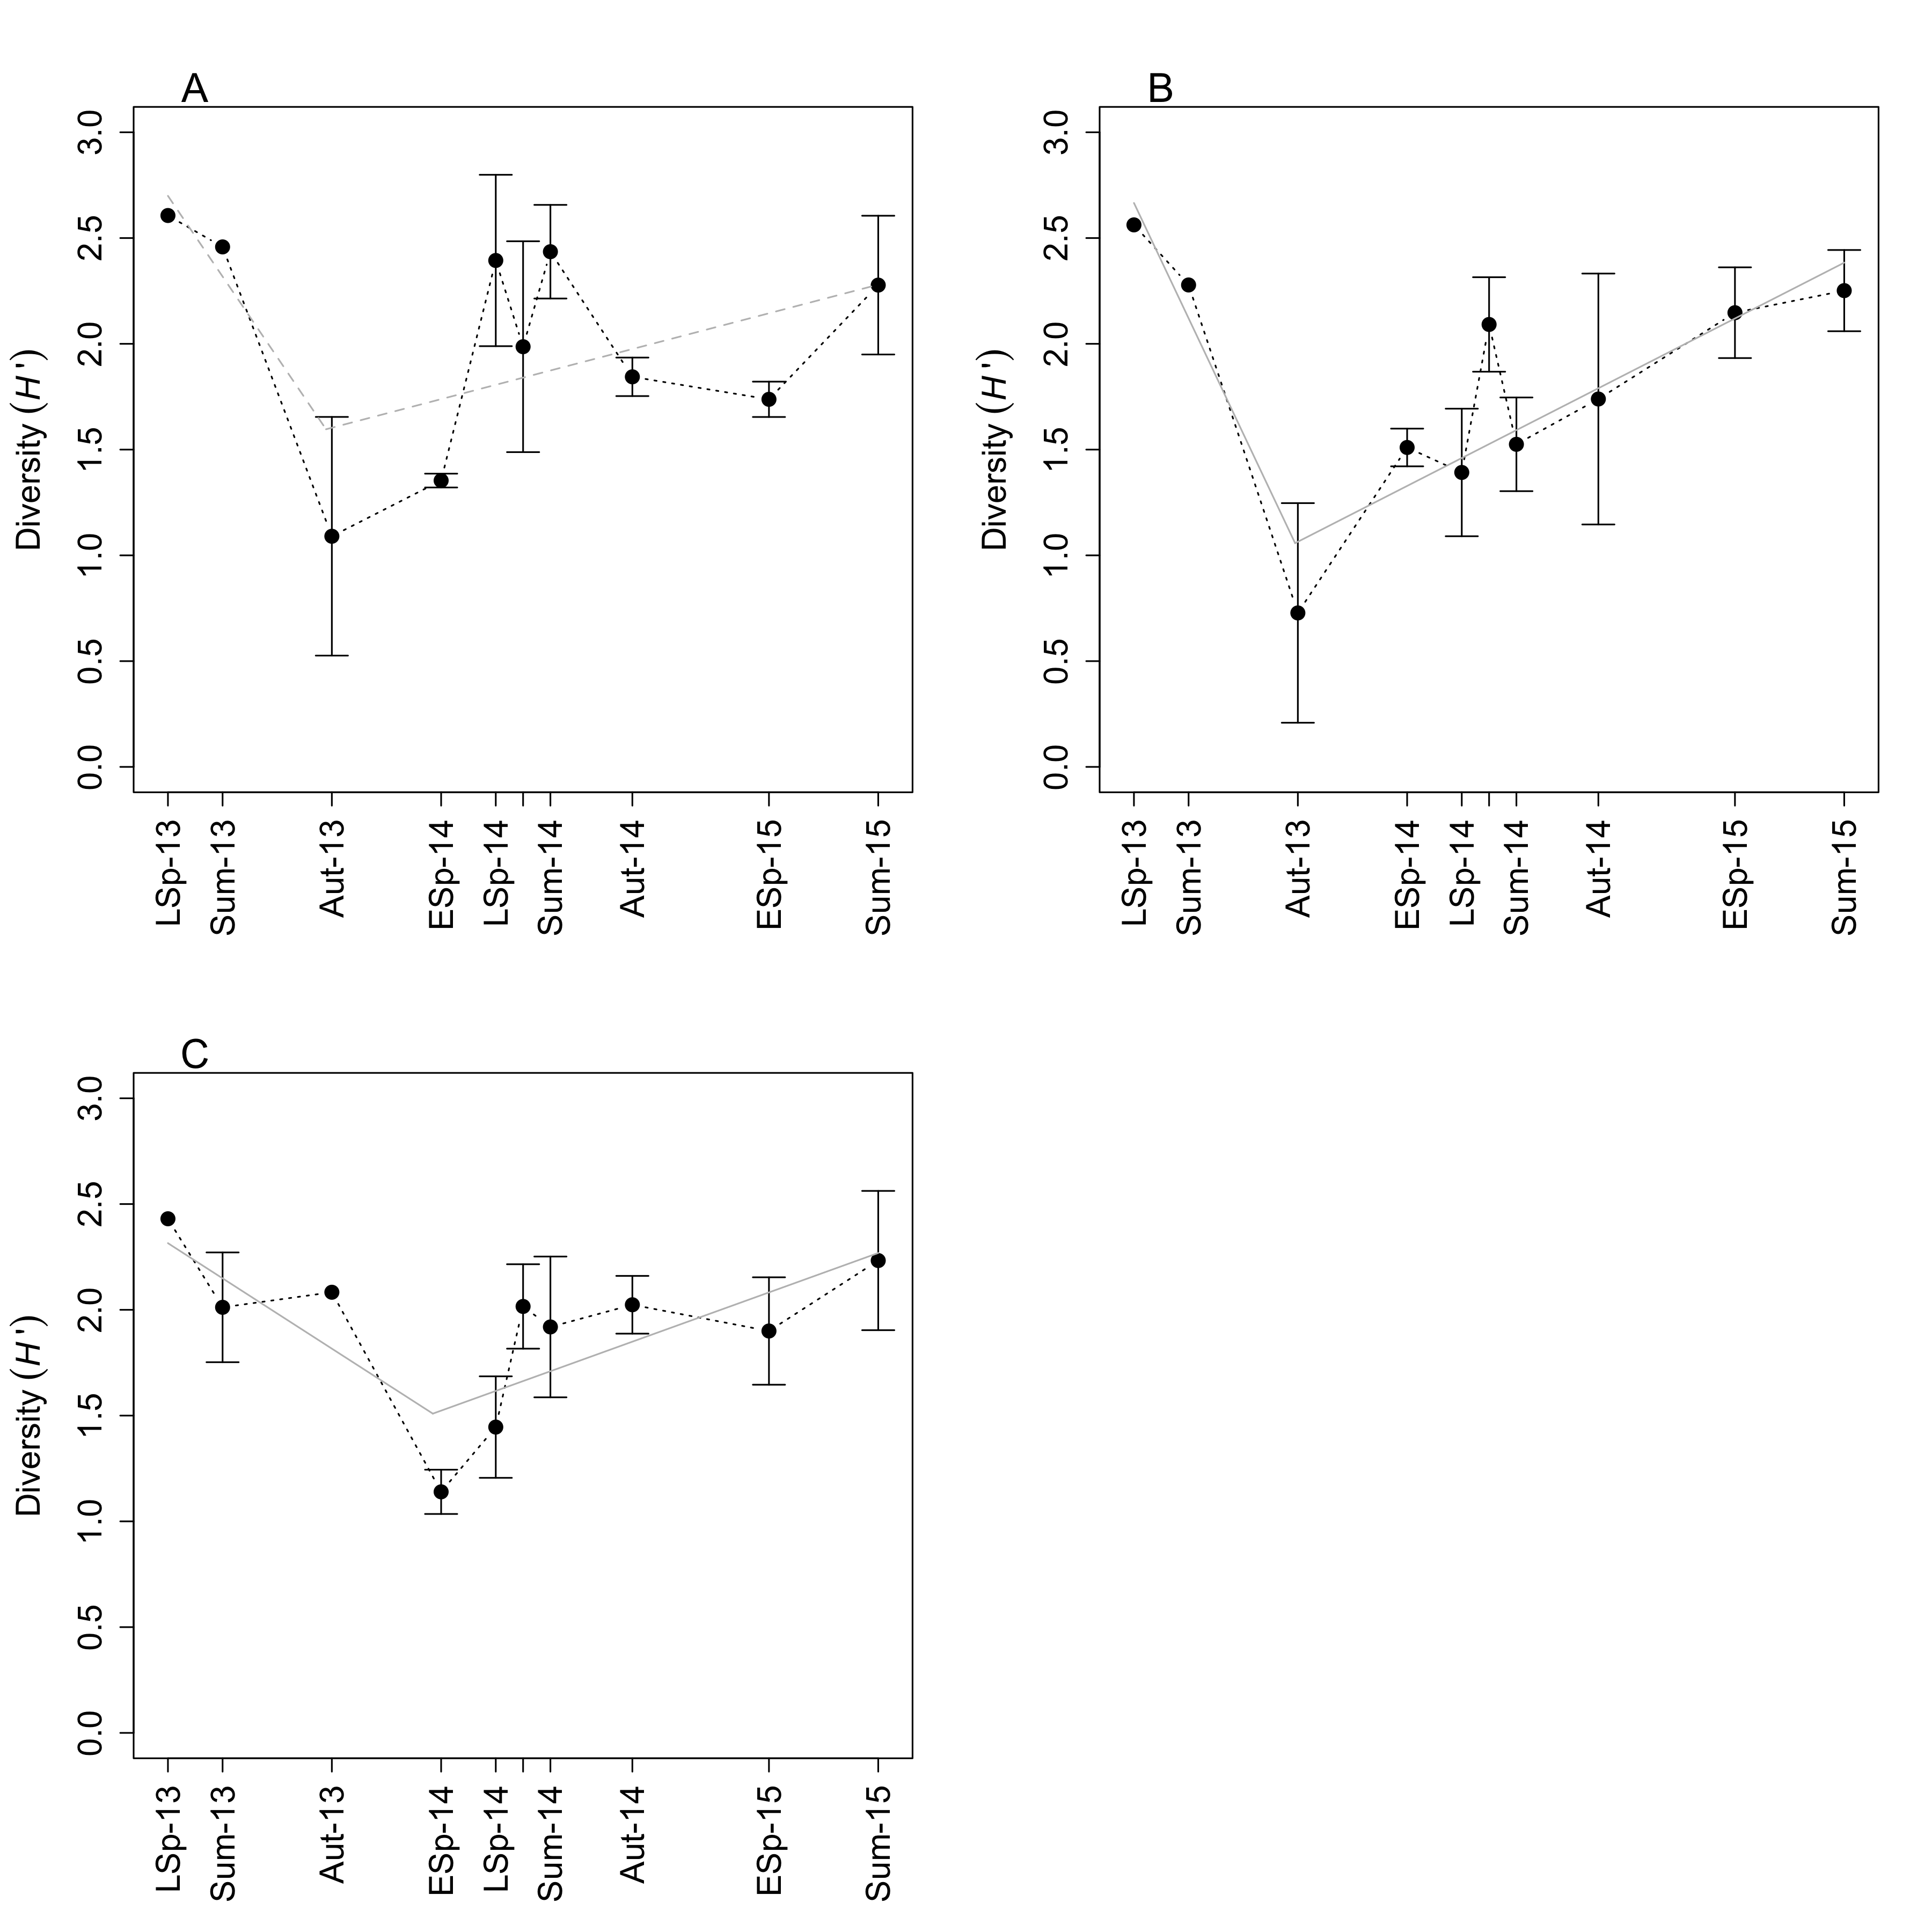 A
Diversity (H')
3.0
2.5
2.0
1.5
1.0
0.5
0.0
LSp-13
Sum-13
Aut-13
ESp-14
LSp-14
Sum-14
Aut-14
ESp-15
Sum-15
B
Diversity (H')
3.0
2.5
2.0
1.5
1.0
0.5
0.0
LSp-13
Sum-13
Aut-13
ESp-14
LSp-14
Sum-14
Aut-14
ESp-15
Sum-15
C
Diversity (H')
3.0
2.5
2.0
1.5
1.0
0.5
0.0
LSp-13
Sum-13
Aut-13
ESp-14
LSp-14
Sum-14
Aut-14
ESp-15
Sum-15